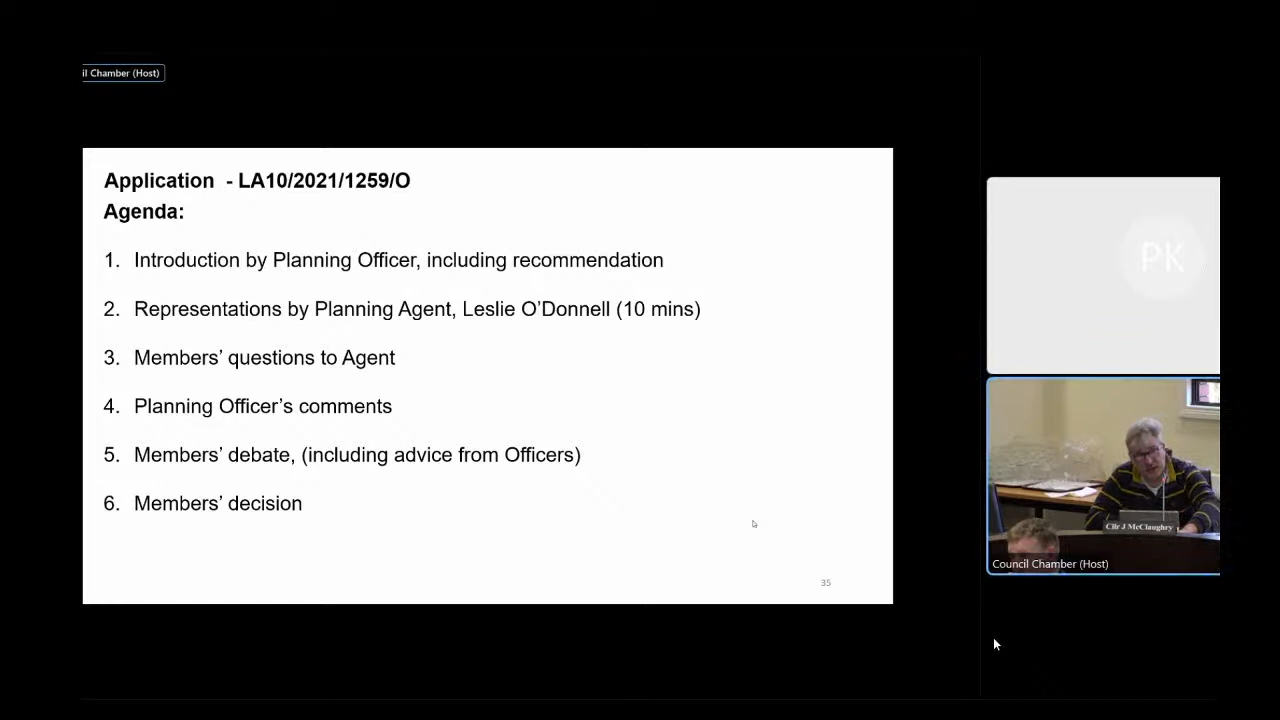 il Chamber (Host)
Application - LA10/2021/1259/O
Agenda:
1. Introduction by Planning Officer, including recommendation
2. Representations by Planning Agent, Leslie O'Donnell (10 mins)
3. Members' questions to Agent
4. Planning Officer's comments
5. Members' debate, (including advice from Officers)
6. Members' decision
35
PK
Cllr J McClaughry
Council Chamber (Host)